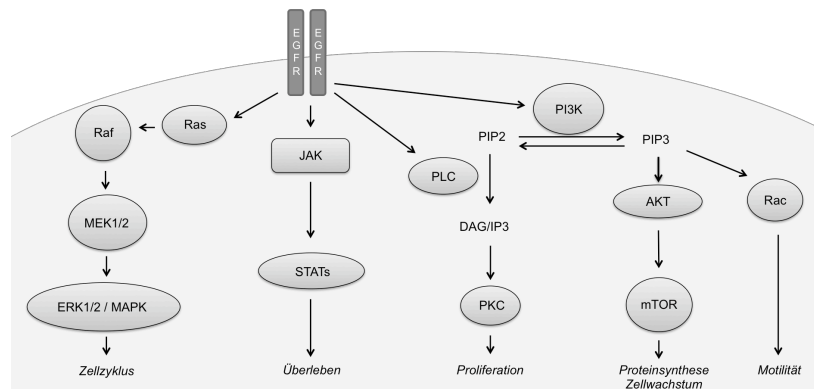 EGFR
EGFR
PI3K
Ras
Raf
PIP2
PIP3
JAK
PLC
AKT
Rac
MEK1/2
DAG/IP3
STATs
PKC
mTOR
ERK1/2 / MAPK
Zellzyklus
Überleben
Proliferation
Proteinsynthese
Zellwachstum
Motilität